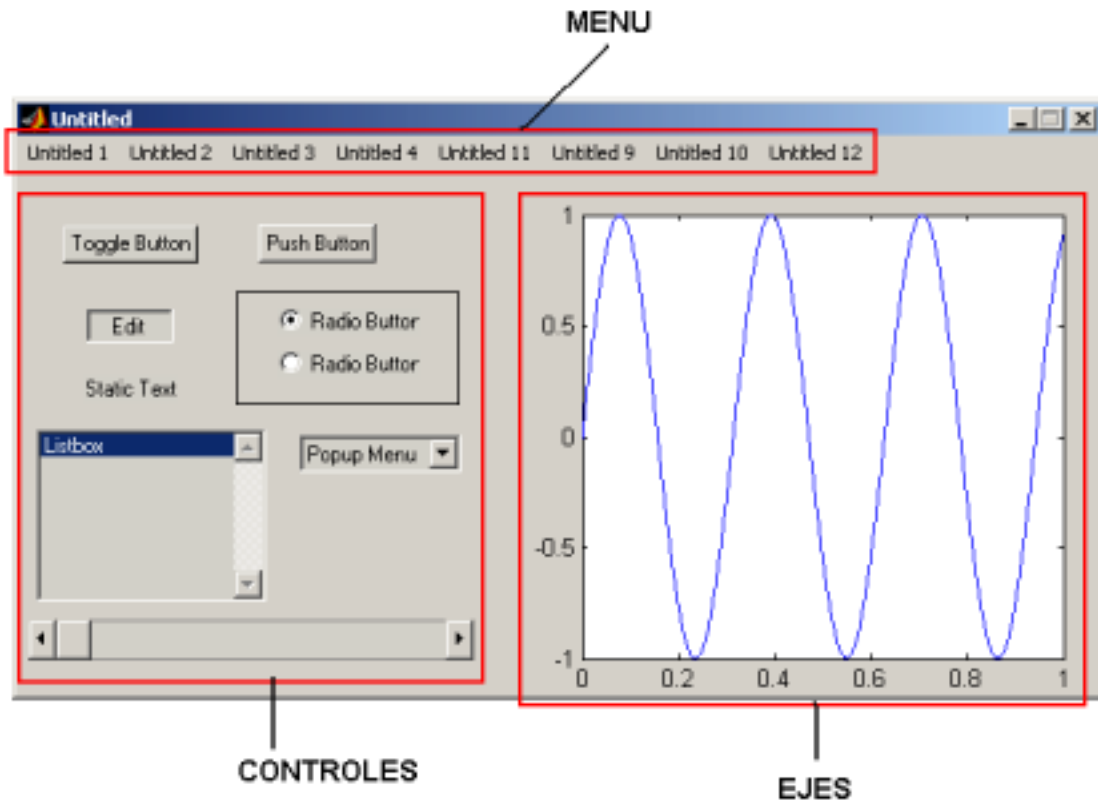 MENU
Untitled
Untitled 1 Untitled 2 Untitled 3 Untitled 4 Untitled 11 Untitled 9 Untitled 10 Untitled 12
Toggle Button Push Button
Edit
Radio Buttor
Radio Buttor
Static Text
Listbox
Popup Menu
1
0.5
0
-0.5
-1
0 0.2 0.4 0.6 0.8 1
CONTROLES
EJES